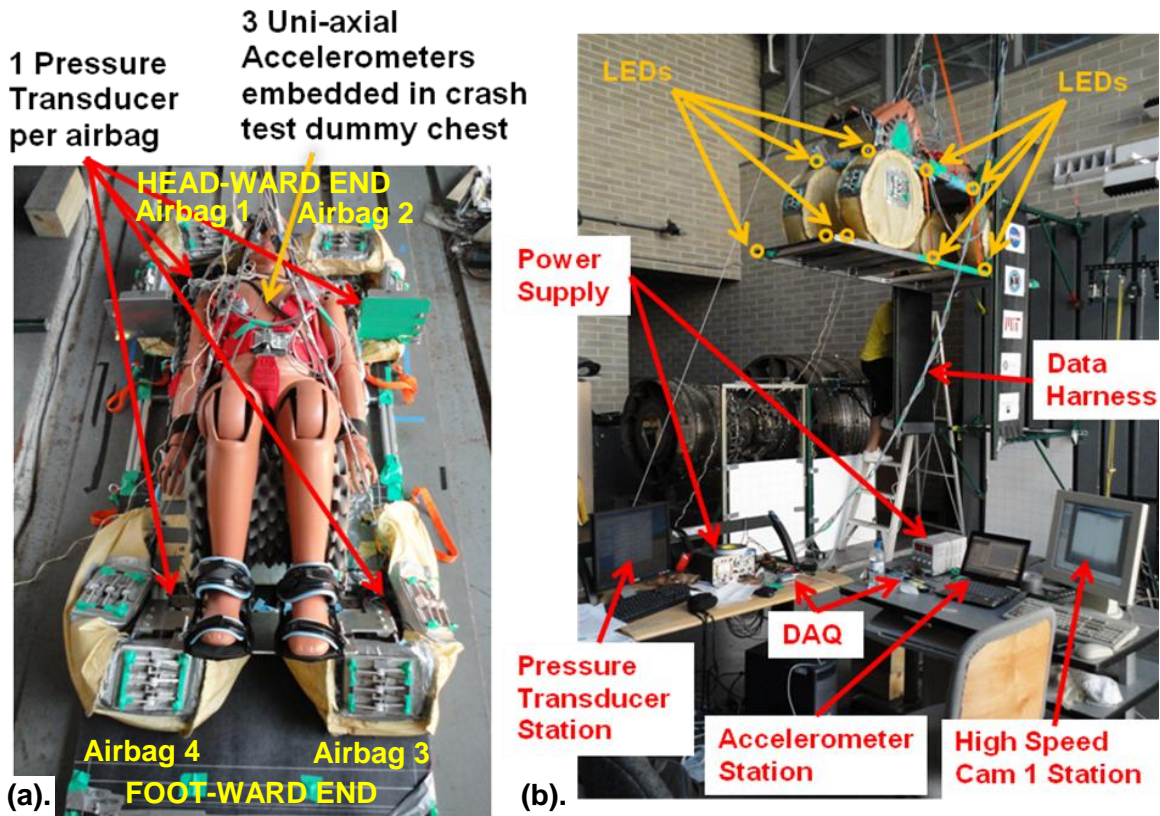 1 Pressure
Transducer
per airbag
3 Uni-axial
Accelerometers
embedded in crash
test dummy chest
HEAD-WARD END
Airbag 1
Airbag 2
Airbag 4
Airbag 3
FOOT-WARD END
(a).
LEDs
LEDs
Power
Supply
Data
Harness
MIT
DAQ
Pressure
Transducer
Station
Accelerometer
Station
High Speed
Cam 1 Station
(b).